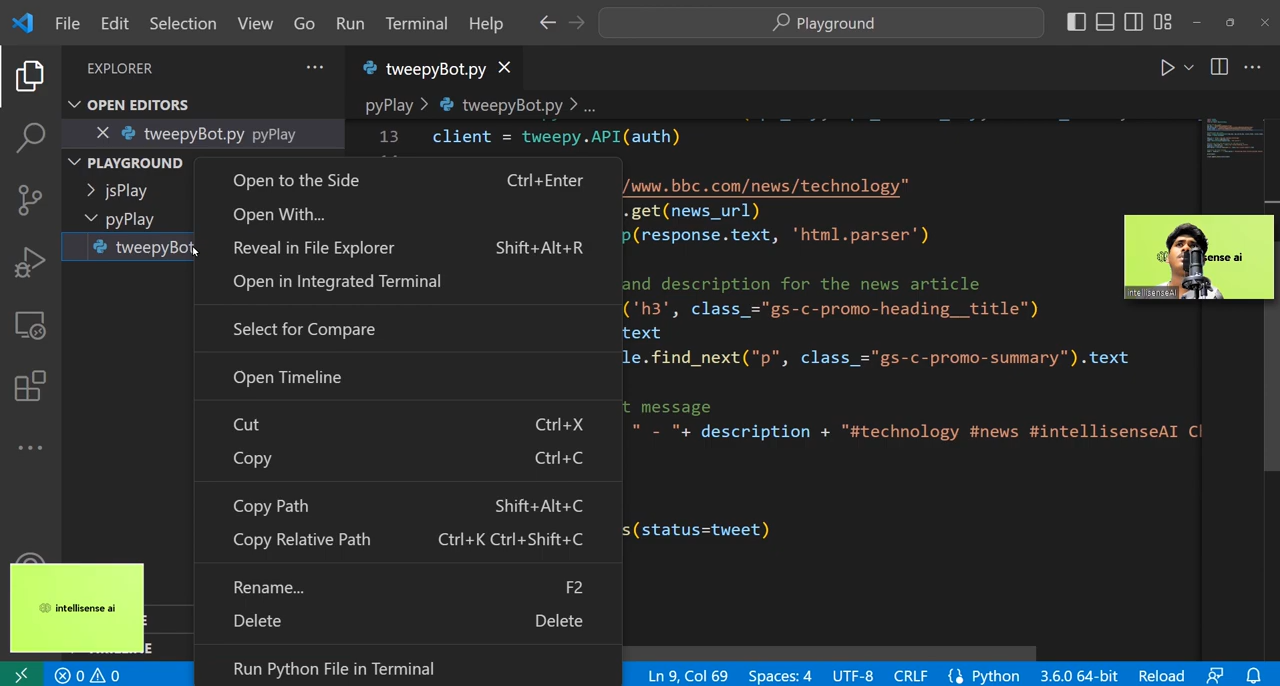 File Edit Selection View Go Run Terminal Help Playground
EXPLORER
tweepyBot.py
OPEN EDITORS
pyPlay > tweepyBot.py > ...
tweepyBot.py pyPlay
13 client = tweepy.API(auth)
PLAYGROUND
jsPlay
pyPlay
tweepyBot
Open to the Side Ctrl+Enter
Open With...
Reveal in File Explorer Shift+Alt+R
Open in Integrated Terminal
Select for Compare
Open Timeline
Cut Ctrl+X
Copy Ctrl+C
Copy Path Shift+Alt+C
Copy Relative Path Ctrl+K Ctrl+Shift+C
Rename... F2
Delete Delete
Run Python File in Terminal
/www.bbc.com/news/technology"
.get(news_url)
p(response.text, 'html.parser')
and description for the news article
('h3', class_="gs-c-promo-heading__title")
text
le.find_next("p", class_="gs-c-promo-summary").text
t message
" - "+ description + "#technology #news #intellisenseAI
s(status=tweet)
sense ai
intellisenseAI
intellisense ai
0 0 Ln 9, Col 69 Spaces: 4 UTF-8 CRLF Python 3.6.0 64-bit Reload